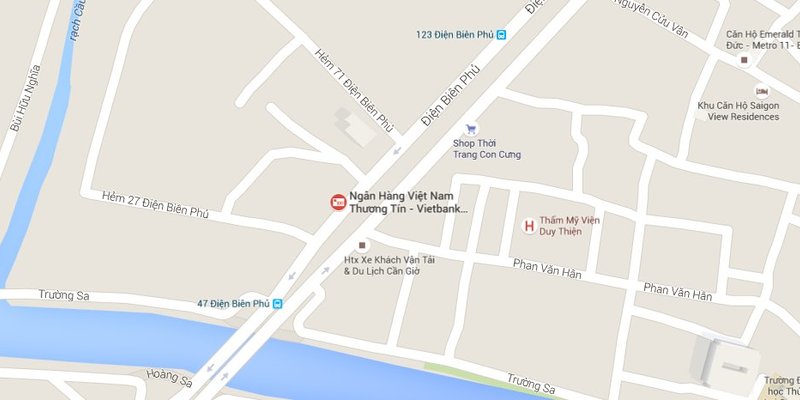 rạch Cầu
Bùi Hữu Nghĩa
Hẻm 71 Điện Biên Phủ
123 Điện Biên Phủ
Điện
Điện Biên Phủ
Nguyễn Cửu Vân
Căn Hộ Emerald T
Đức - Metro 11- B
Khu Căn Hộ Saigon
View Residences
Shop Thời
Trang Con Cưng
Hẻm 27 Điện Biên Phủ
Ngân Hàng Việt Nam
Thương Tín - Vietbank...
Thẩm Mỹ Viện
Duy Thiện
Htx Xe Khách Vận Tải
& Du Lịch Cần Giờ
Phan Văn Hân
Phan Văn Hân
Trường Sa
47 Điện Biên Phủ
Hoàng Sa
Trường Sa
Trường Đ
học Thủ